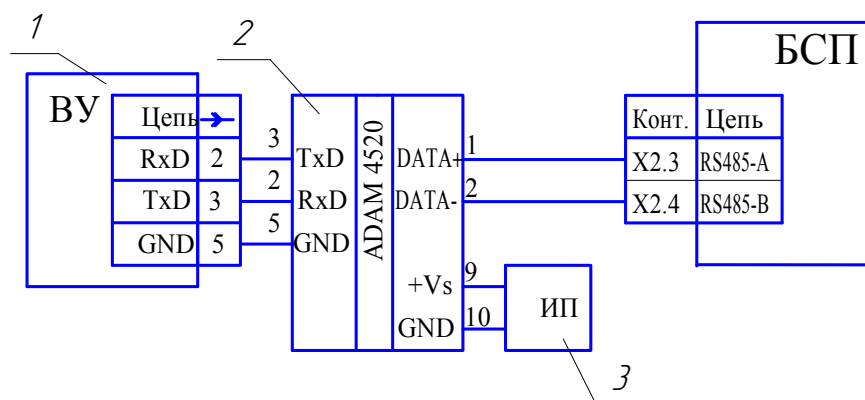 1
2
БСП
ВУ
Цепь
RxD 2
TxD 3
GND 5
3
2
5
TxD
RxD
GND
ADAM 4520
DATA+
DATA-
+Vs
GND
1
2
9
10
ИП
3
Конт. Цепь
X2.3 RS485-A
X2.4 RS485-B